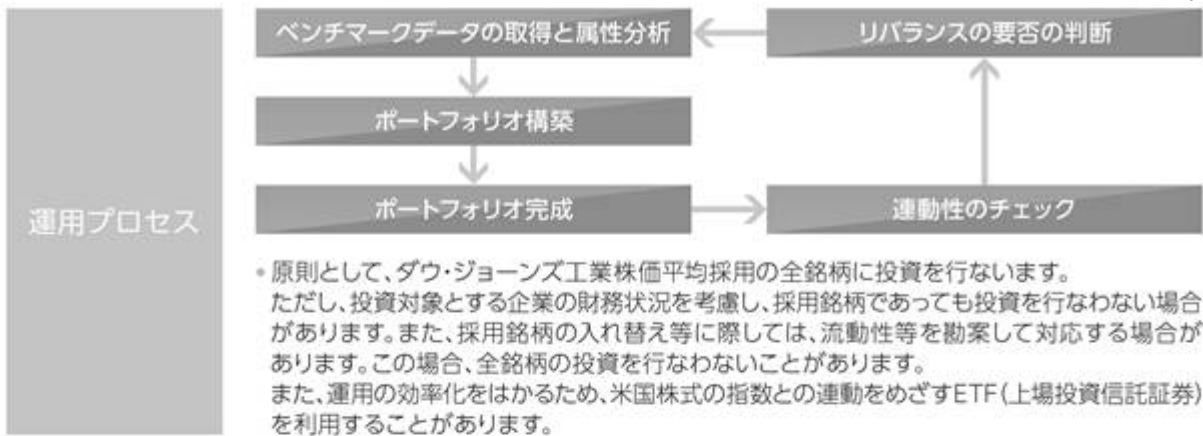 ベンチマークデータの取得と属性分析
リバランスの要否の判断
ポートフォリオ構築
運用プロセス
ポートフォリオ完成
連動性のチェック
• 原則として、ダウ・ジョーンズ工業株価平均採用の全銘柄に投資を行ないます。
ただし、投資対象とする企業の財務状況を考慮し、採用銘柄であっても投資を行なわない場合
があります。また、採用銘柄の入れ替え等に際しては、流動性等を勘案して対応する場合が
あります。この場合、全銘柄の投資を行なわないことがあります。
また、運用の効率化をはかるため、米国株式の指数との連動をめざすETF(上場投資信託証券)
を利用することがあります。